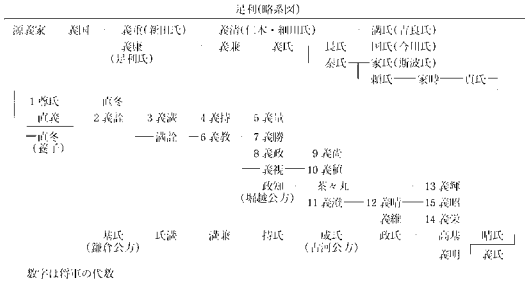 足利(略系図)
源義家 義国 義重(新田氏) 義清(仁木・細川氏) 満氏(吉良氏)
義康 義兼 義氏 長氏 国氏(今川氏)
(足利氏) 泰氏 家氏(斯波氏)
頼氏 家時 貞氏
1 尊氏 直冬
直義 2 義詮 3 義満 4 義持 5 義量
直冬 満詮 6 義教 7 義勝
(養子) 8 義政 9 義尚
義視 10 義稙
政知 茶々丸 13 義輝
(堀越公方) 11 義澄 12 義晴 15 義昭
義維 14 義栄
基氏 氏満 満兼 持氏 成氏 政氏 高基 晴氏
(鎌倉公方) (古河公方) 義明 義氏
数字は将軍の代数